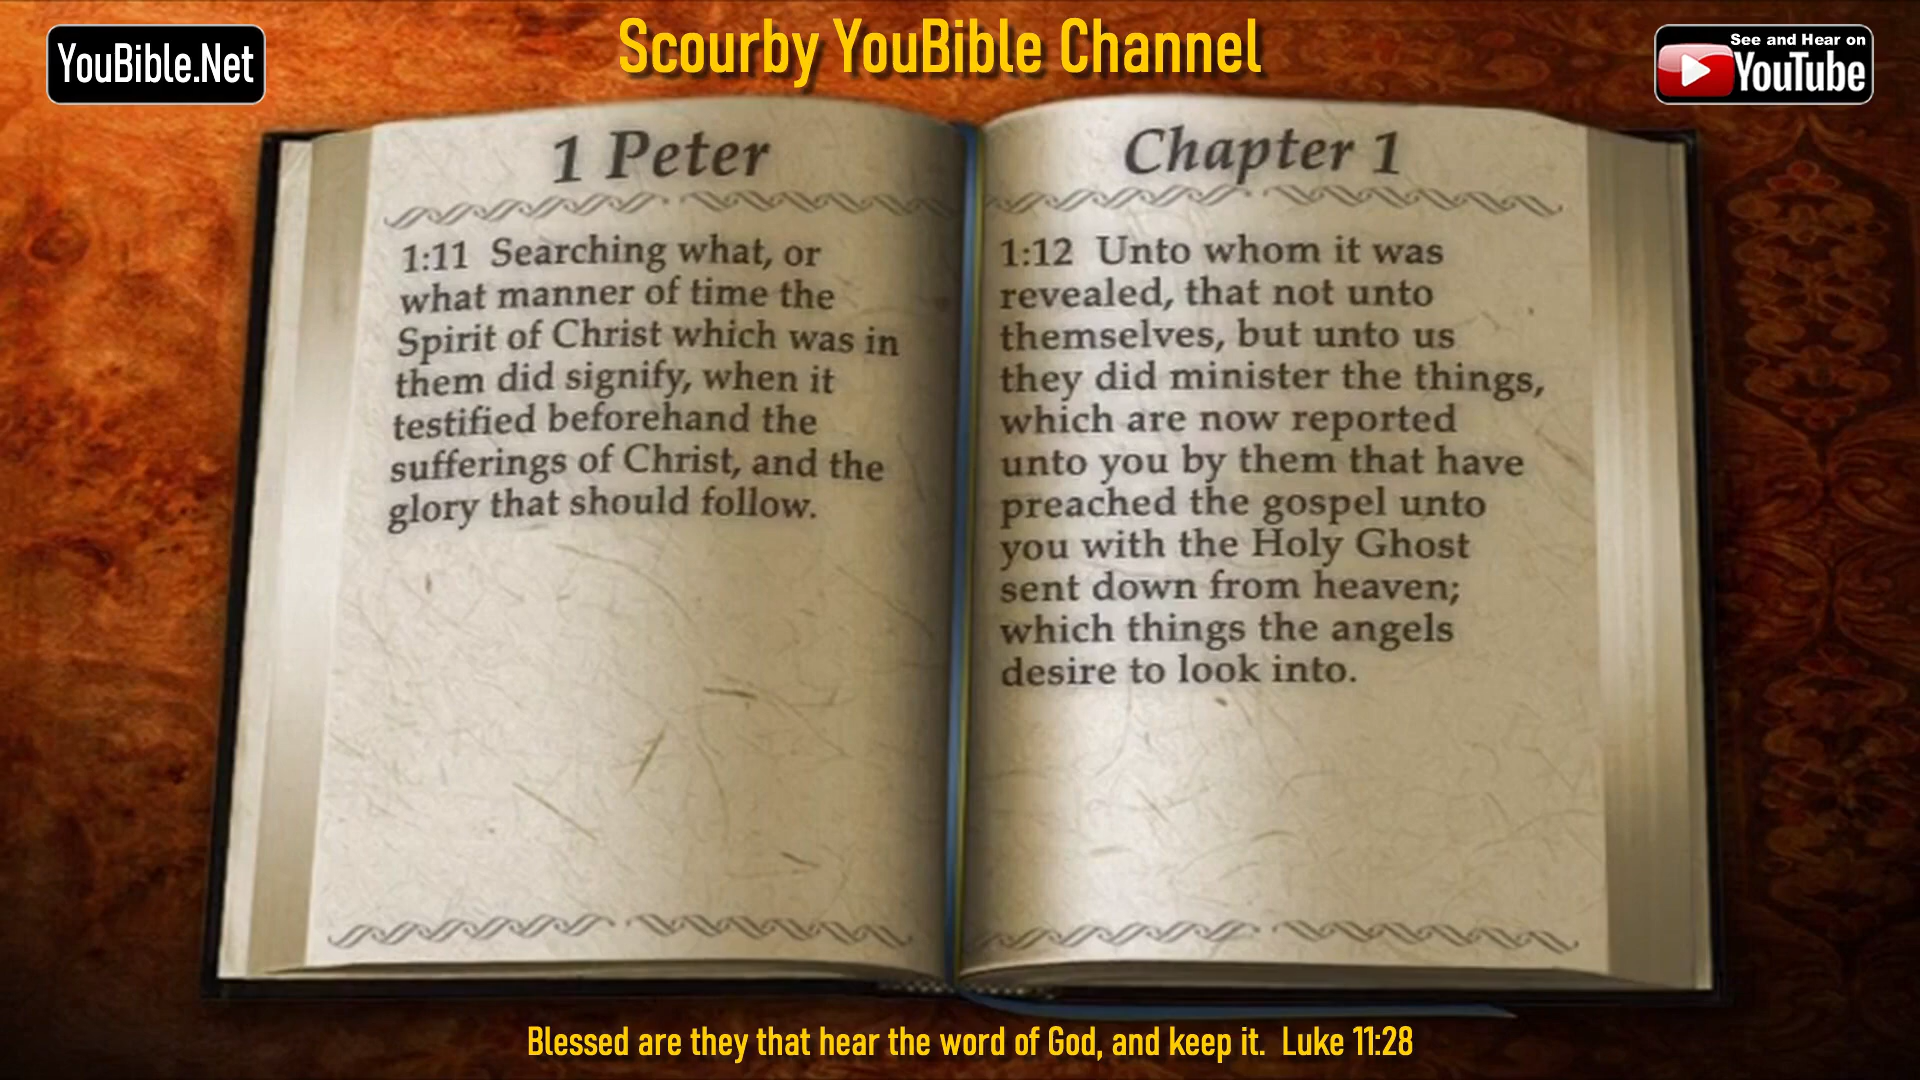 YouBible.Net
Scourby YouBible Channel
See and Hear on
YouTube
1 Peter
1:11 Searching what, or
what manner of time the
Spirit of Christ which was in
them did signify, when it
testified beforehand the
sufferings of Christ, and the
glory that should follow.
Chapter 1
1:12 Unto whom it was
revealed, that not unto
themselves, but unto us
they did minister the things,
which are now reported
unto you by them that have
preached the gospel unto
you with the Holy Ghost
sent down from heaven;
which things the angels
desire to look into.
Blessed are they that hear the word of God, and keep it. Luke 11:28